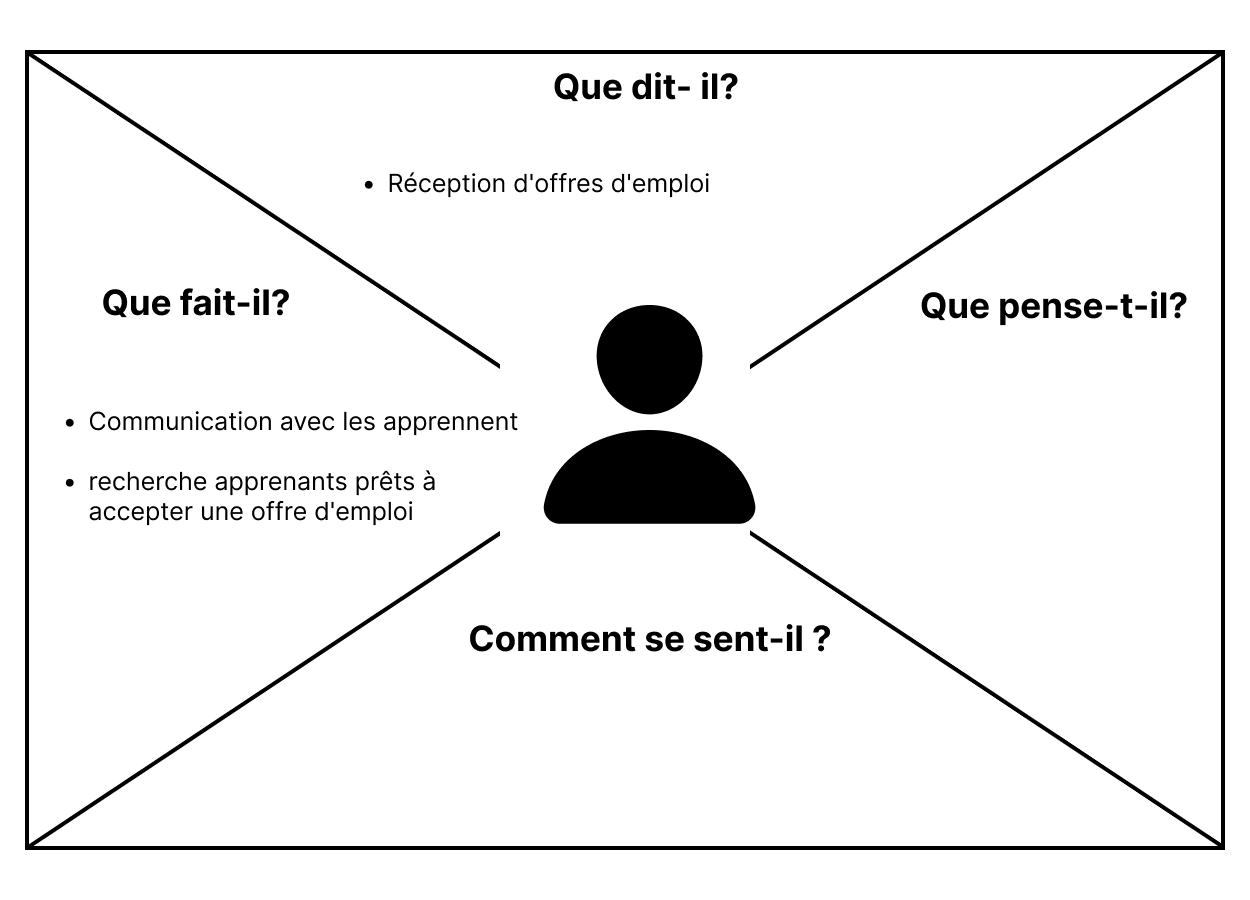 Que dit- il?
• Réception d'offres d'emploi
Que fait-il?
Que pense-t-il?
• Communication avec les apprennent
• recherche apprenants prêts à
accepter une offre d'emploi
Comment se sent-il ?